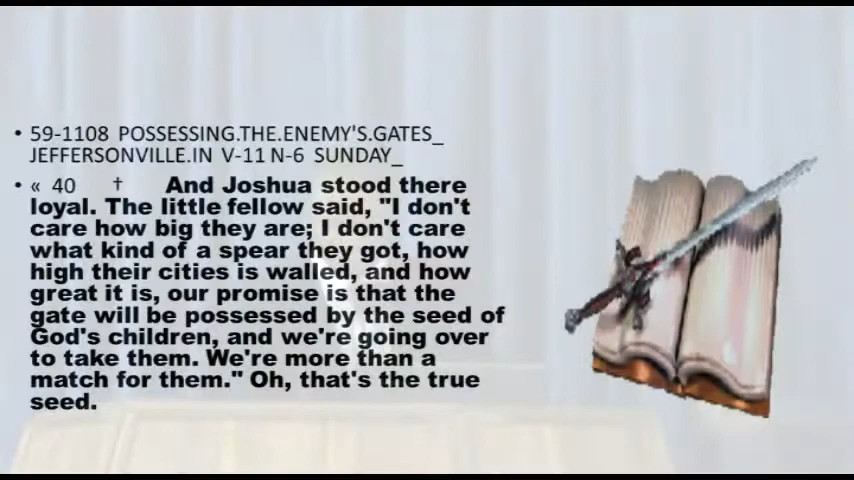 • 59-1108 POSSESSING.THE.ENEMY'S.GATES_
JEFFERSONVILLE.IN V-11 N-6 SUNDAY_
• « 40 † And Joshua stood there
loyal. The little fellow said, "I don't
care how big they are; I don't care
what kind of a spear they got, how
high their cities is walled, and how
great it is, our promise is that the
gate will be possessed by the seed of
God's children, and we're going over
to take them. We're more than a
match for them." Oh, that's the true
seed.